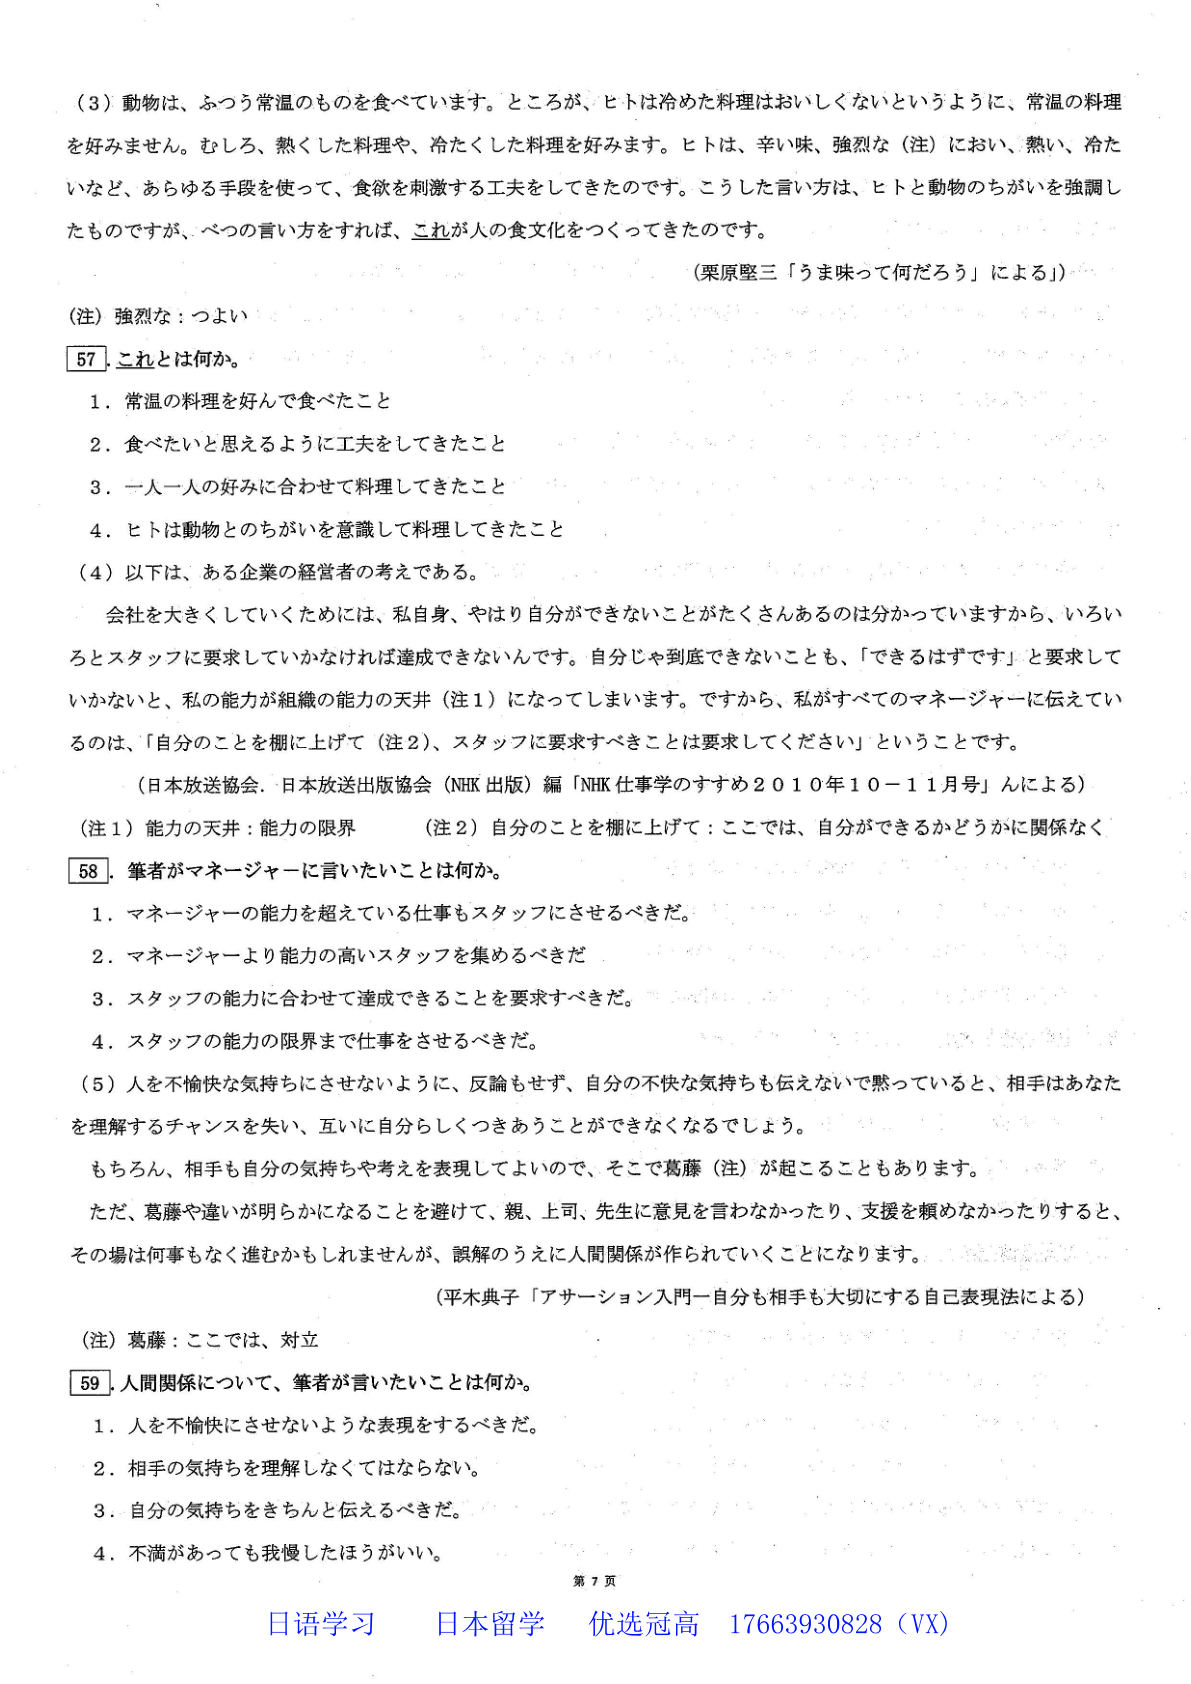 （3）動物は、ふつう常温のものを食べています。ところが、ヒトは冷めた料理はおいしくないというように、常温の料理
を好みません。むしろ、熱くした料理や、冷たくした料理を好みます。ヒトは、辛い味、強烈な（注）におい、熱い、冷た
いなど、あらゆる手段を使って、食欲を刺激する工夫をしてきたのです。こうした言い方は、ヒトと動物のちがいを強調し
たものですが、べつの言い方をすれば、これが人の食文化をつくってきたのです。
（栗原堅三「うま味って何だろう」による」）
（注）強烈な：つよい
57．これとは何か。
１．常温の料理を好んで食べたこと
２．食べたいと思えるように工夫をしてきたこと
３．一人一人の好みに合わせて料理してきたこと
４．ヒトは動物とのちがいを意識して料理してきたこと
（4）以下は、ある企業の経営者の考えである。
会社を大きくしていくためには、私自身、やはり自分ができないことがたくさんあるのは分かっていますから、いろい
ろとスタッフに要求していかなければ達成できないんです。自分じゃ到底できないことも、「できるはずです」と要求して
いかないと、私の能力が組織の能力の天井（注１）になってしまいます。ですから、私がすべてのマネージャーに伝えてい
るのは、「自分のことを棚に上げて（注２）、スタッフに要求すべきことは要求してください」ということです。
（日本放送協会．日本放送出版協会（NHK 出版）編「NHK 仕事学のすすめ２０１０年１０－１１月号」んによる）
（注１）能力の天井：能力の限界　（注２）自分のことを棚に上げて：ここでは、自分ができるかどうかに関係なく
58．筆者がマネージャーに言いたいことは何か。
１．マネージャーの能力を超えている仕事もスタッフにさせるべきだ。
２．マネージャーより能力の高いスタッフを集めるべきだ
３．スタッフの能力に合わせて達成できることを要求すべきだ。
４．スタッフの能力の限界まで仕事をさせるべきだ。
（5）人を不愉快な気持ちにさせないように、反論もせず、自分の不快な気持ちも伝えないで黙っていると、相手はあなた
を理解するチャンスを失い、互いに自分らしくつきあうことができなくなるでしょう。
もちろん、相手も自分の気持ちや考えを表現してよいので、そこで葛藤（注）が起こることもあります。
ただ、葛藤や違いが明らかになることを避けて、親、上司、先生に意見を言わなかったり、支援を頼めなかったりすると、
その場は何事もなく進むかもしれませんが、誤解のうえに人間関係が作られていくことになります。
（平木典子「アサーション入門ー自分も相手も大切にする自己表現法による）
（注）葛藤：ここでは、対立
59．人間関係について、筆者が言いたいことは何か。
１．人を不愉快にさせないような表現をするべきだ。
２．相手の気持ちを理解しなくてはならない。
３．自分の気持ちをきちんと伝えるべきだ。
４．不満があっても我慢したほうがいい。
第 7 页
日语学习　日本留学　优选冠高　17663930828（VX)